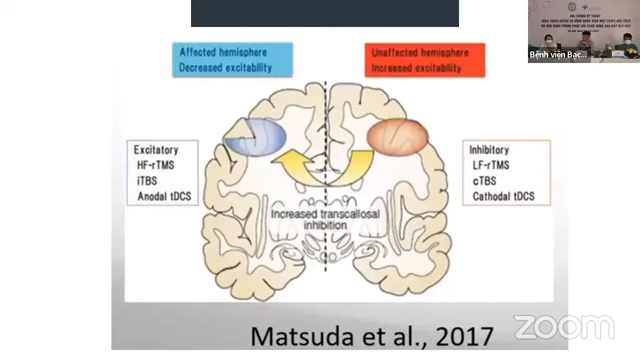 Affected hemisphere
Decreased excitability
Unaffected hemisphere
Increased excitability
Excitatory
HF-rTMS
iTBS
Anodal tDCS
Inhibitory
LF-rTMS
cTBS
Cathodal tDCS
Increased transcallosal
inhibition
Matsuda et al., 2017
Bệnh viện Bạc...
zoom